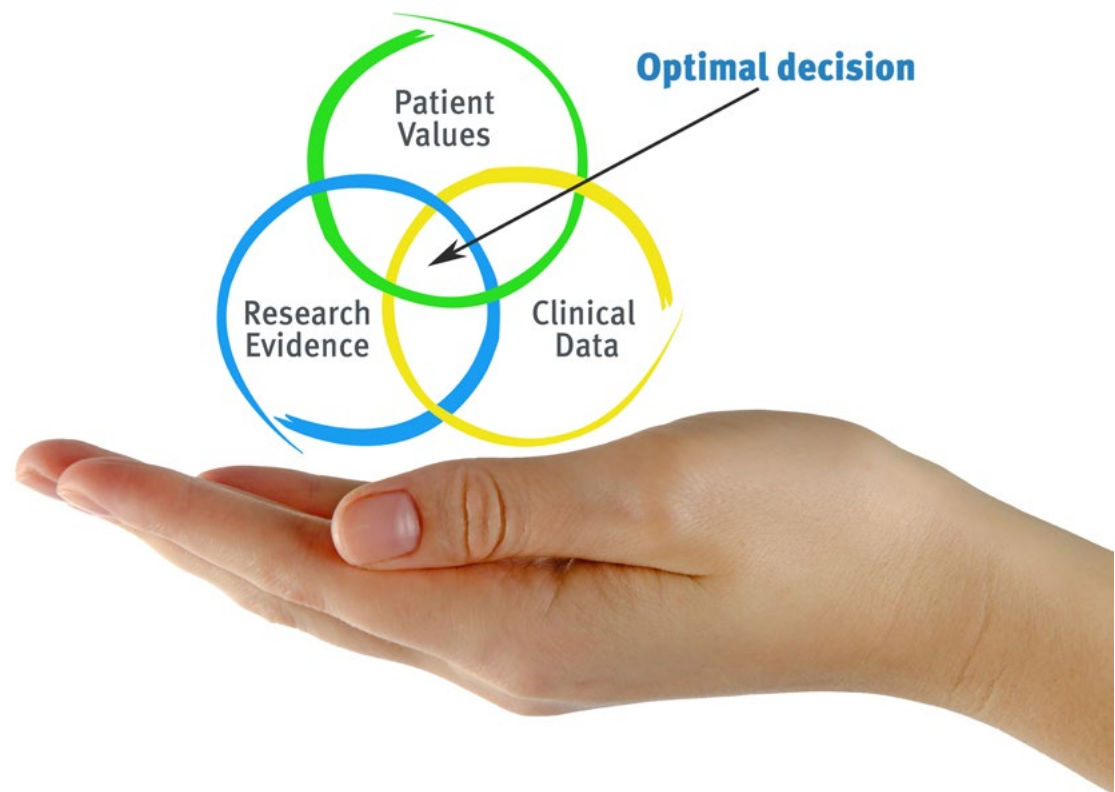 Optimal decision
Patient
Values
Research
Evidence
Clinical
Data